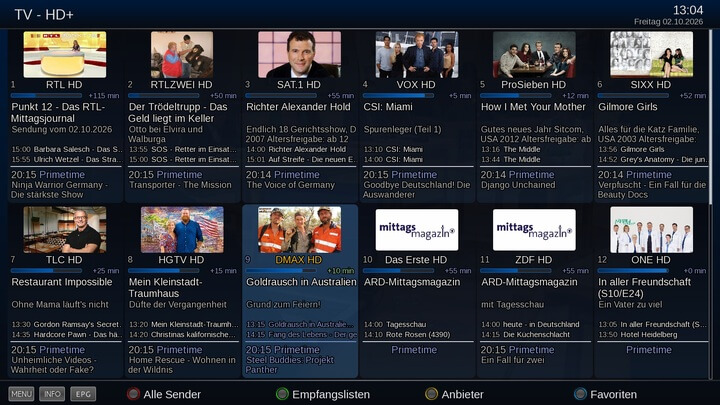 TV - HD+
13:04
Freitag 02.10.2026
1 RTL HD
+115 min
Punkt 12 - Das RTL-
Mittagsjournal
Sendung vom 02.10.2026
15:00 Barbara Salesch - Das S..
15:55 Ulrich Wetzel - Das Stra...
20:15 Primetime
Ninja Warrior Germany -
Die stärkste Show
2 RTLZWEI HD
+50 min
Der Trödeltrupp - Das
Geld liegt im Keller
Otto bei Elvira und
Walburga
13:55 SOS - Retter im Einsat...
15:00 SOS - Retter im Einsat...
20:15 Primetime
Transporter - The Mission
3 SAT.1 HD
+55 min
Richter Alexander Hold
Endlich 18 Gerichtsshow, D
2007 Altersfreigabe: ab 12
14:00 Richter Alexander Hold
15:01 Auf Streife - Die neuen E..
20:15 Primetime
The Voice of Germany
4 VOX HD
+5 min
CSI: Miami
Spurenleger (Teil 1)
13:10 CSI: Miami
14:00 CSI: Miami
20:15 Primetime
Goodbye Deutschland! Die
Auswanderer
5 ProSieben HD
+12 min
How I Met Your Mother
Gutes neues Jahr Sitcom,
USA 2012 Altersfreigabe: ab
13:16 The Middle
13:44 The Middle
20:14 Primetime
Django Unchained
6 SIXX HD
+52 min
Gilmore Girls
Alles für die Katz Familie,
USA 2003 Altersfreigabe:
13:56 Gilmore Girls
14:52 Grey's Anatomy - Die jun.
20:14 Primetime
Verpfuscht - Ein Fall für die
Beauty Docs
7 TLC HD
+25 min
Restaurant Impossible
Ohne Mama läuft's nicht
13:30 Gordon Ramsay's Secret.
14:35 Hardcore Pawn - Das hä..
20:15 Primetime
Unheimliche Videos -
Wahrheit oder Fake?
8 HGTV HD
+15 min
Mein Kleinstadt-
Traumhaus
Düfte der Vergangenheit
13:20 Mein Kleinstadt-Traumh...
14:20 Christinas kalifornische...
20:15 Primetime
Home Rescue - Wohnen in
der Wildnis
9 DMAX HD
+10 min
Goldrausch in Australien
Grund zum Feiern!
13:15 Goldrausch in Australie..
14:15 Fang des Lebens - Der ge
20:15 Primetime
Steel Buddies: Projekt
Panther
mittags
magazin
10 Das Erste HD
+55 min
ARD-Mittagsmagazin
14:00 Tagesschau
14:10 Rote Rosen (4390)
Primetime
mittags
magazin
11 ZDF HD
+55 min
ARD-Mittagsmagazin
mit Tagesschau
14:00 heute - in Deutschland
14:15 Die Küchenschlacht
20:15 Primetime
Ein Fall für zwei
12 ONE HD
+0 min
In aller Freundschaft
(S10/E24)
Ein Vater zu viel
13:05 In aller Freundschaft (S...
13:50 Hotel Heidelberg
Primetime
MENU INFO EPG Alle Sender Empfangslisten Anbieter Favoriten